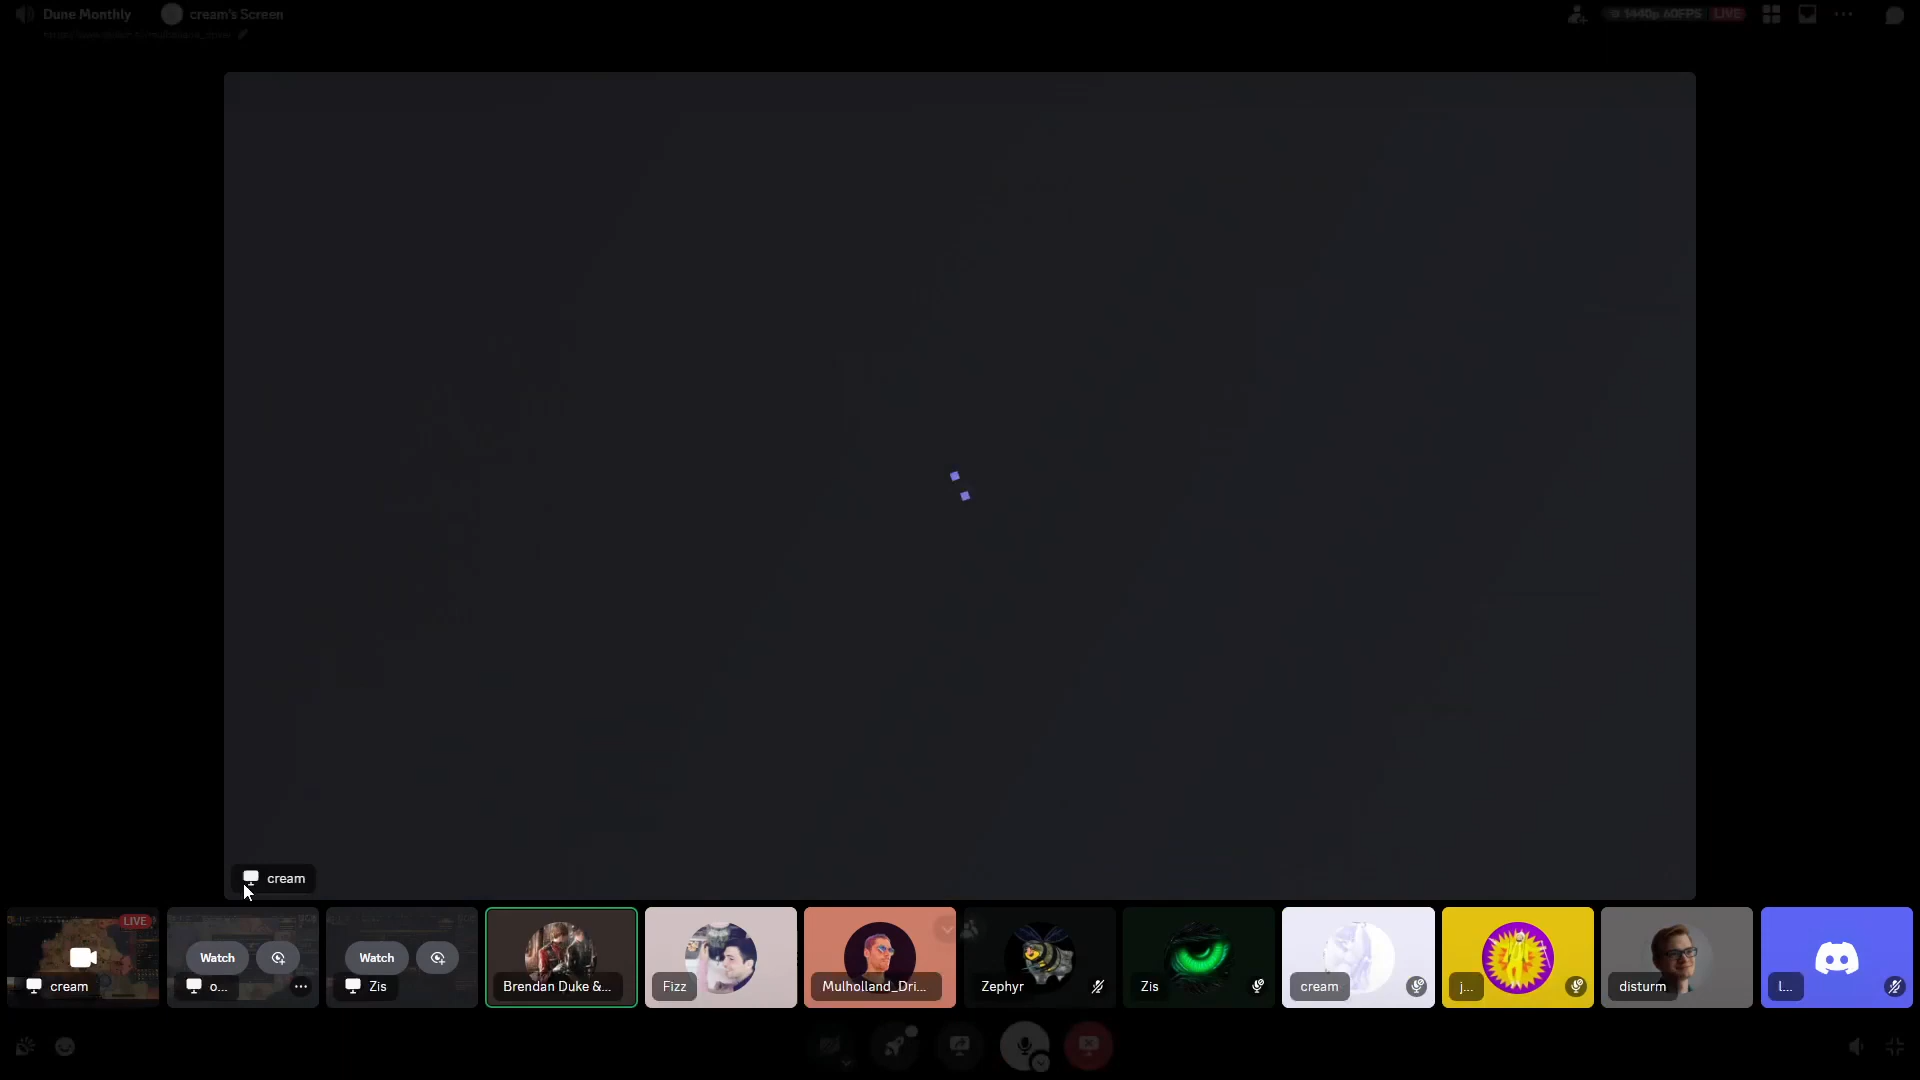 Dune Monthly
cream's Screen
1440p 60FPS
LIVE
cream
LIVE
cream
Watch
o...
Watch
Zis
Brendan Duke &...
Fizz
Mulholland_Dri...
Zephyr
Zis
cream
j...
disturm
l...